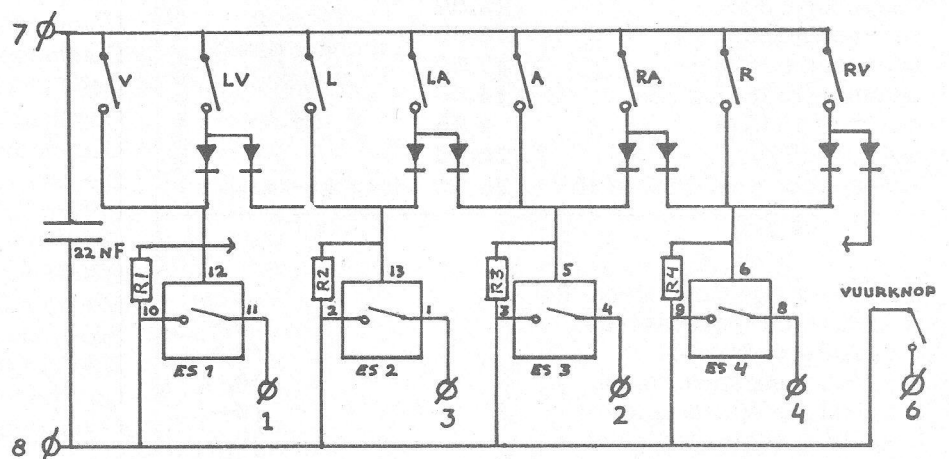 7
V LV L LA A RA R RV
22 NF
R1 12 R2 13 R3 5 R4 6
10 11 2 1 3 4 9 8
VUURKNOP
ES 1 ES 2 ES 3 ES 4
1 3 2 4 6
8